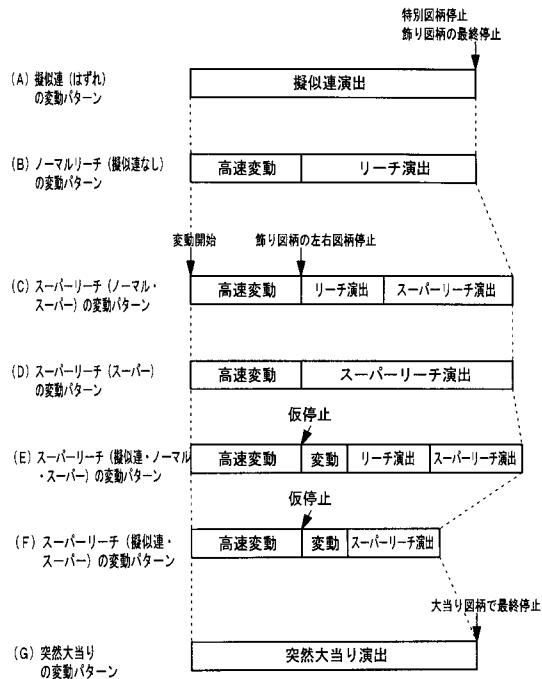 特別図柄停止
飾り図柄の最終停止
(A) 擬似連(はずれ)
の変動パターン
擬似連演出
(B) ノーマルリーチ(擬似連なし)
の変動パターン
高速変動
リーチ演出
変動開始
飾り図柄の左右図柄停止
(C) スーパーリーチ(ノーマル・
スーパー)の変動パターン
高速変動
リーチ演出
スーパーリーチ演出
(D) スーパーリーチ(スーパー)
の変動パターン
高速変動
スーパーリーチ演出
仮停止
(E) スーパーリーチ(擬似連・ノーマル
・スーパー)の変動パターン
高速変動
変動
リーチ演出
スーパーリーチ演出
仮停止
(F) スーパーリーチ(擬似連・
スーパー)の変動パターン
高速変動
変動
スーパーリーチ演出
大当り図柄で最終停止
(G) 突然大当り
の変動パターン
突然大当り演出